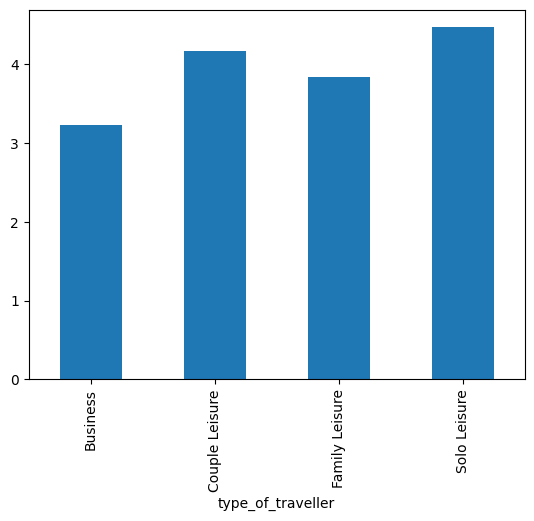 4
3
2
1
0
Business
Couple Leisure
Family Leisure
Solo Leisure
type_of_traveller